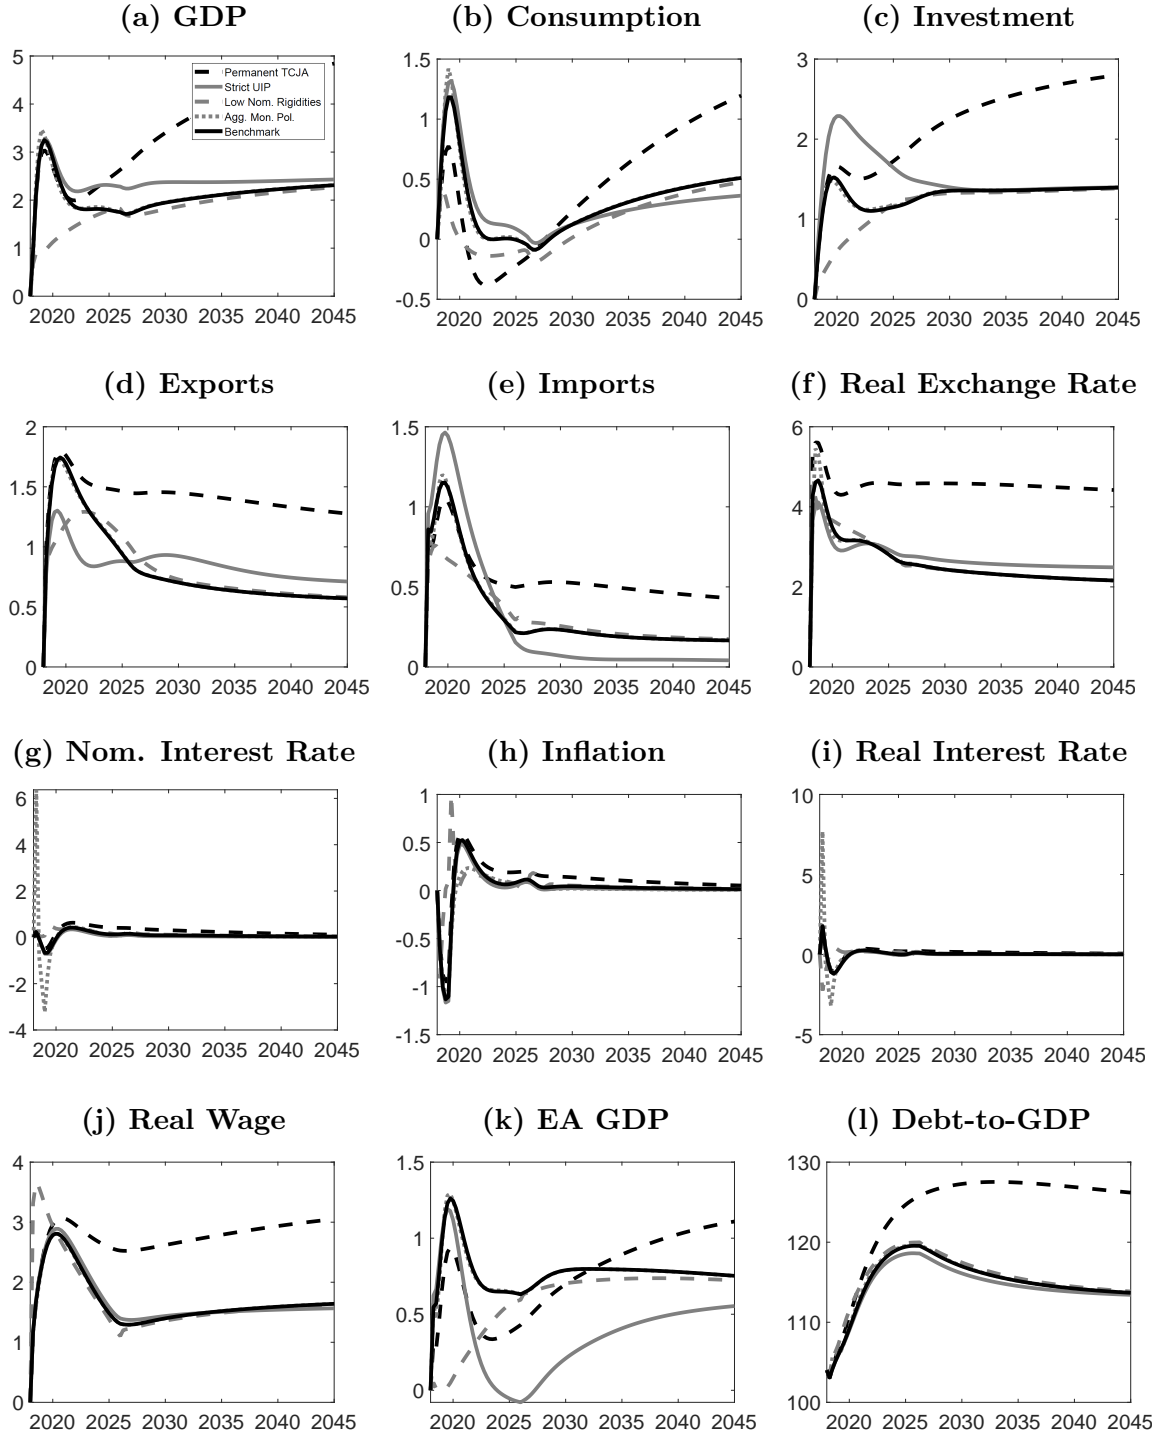 (a) GDP
(b) Consumption
(c) Investment
5
4
3
2
1
0
2020 2025 2030 2035 2040 2045
Permanent TCJA
Strict UIP
Low Nom. Rigidities
Agg. Mon. Pol.
Benchmark
1.5
1
0.5
0
-0.5
2020 2025 2030 2035 2040 2045
3
2
1
0
2020 2025 2030 2035 2040 2045
(d) Exports
(e) Imports
(f) Real Exchange Rate
2
1.5
1
0.5
0
2020 2025 2030 2035 2040 2045
1.5
1
0.5
0
2020 2025 2030 2035 2040 2045
6
4
2
0
2020 2025 2030 2035 2040 2045
(g) Nom. Interest Rate
(h) Inflation
(i) Real Interest Rate
6
4
2
0
-2
-4
2020 2025 2030 2035 2040 2045
1
0.5
0
-0.5
-1
-1.5
2020 2025 2030 2035 2040 2045
10
5
0
-5
2020 2025 2030 2035 2040 2045
(j) Real Wage
(k) EA GDP
(l) Debt-to-GDP
4
3
2
1
0
2020 2025 2030 2035 2040 2045
1.5
1
0.5
0
2020 2025 2030 2035 2040 2045
130
120
110
100
2020 2025 2030 2035 2040 2045